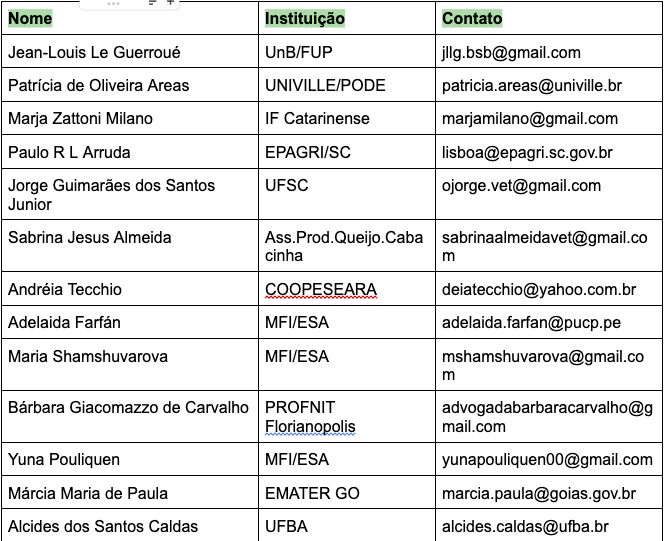 Nome Instituição Contato
Jean-Louis Le Guerroué UnB/FUP jllg.bsb@gmail.com
Patrícia de Oliveira Areas UNIVILLE/PODE patricia.areas@univille.br
Marja Zattoni Milano IF Catarinense marjamilano@gmail.com
Paulo R L Arruda EPAGRI/SC lisboa@epagri.sc.gov.br
Jorge Guimarães dos Santos UFSC ojorge.vet@gmail.com
Junior
Sabrina Jesus Almeida Ass.Prod.Queijo.Caba sabrinaalmeidavet@gmail.co
cinha m
Andréia Tecchio COOPESEARA deiatecchio@yahoo.com.br
Adelaida Farfán MFI/ESA adelaida.farfan@pucp.pe
Maria Shamshuvarova MFI/ESA mshamshuvarova@gmail.co
m
Bárbara Giacomazzo de Carvalho PROFNIT advogadabarbaracarvalho@g
Florianopolis mail.com
Yuna Pouliquen MFI/ESA yunapouliquen00@gmail.com
Márcia Maria de Paula EMATER GO marcia.paula@goias.gov.br
Alcides dos Santos Caldas UFBA alcides.caldas@ufba.br